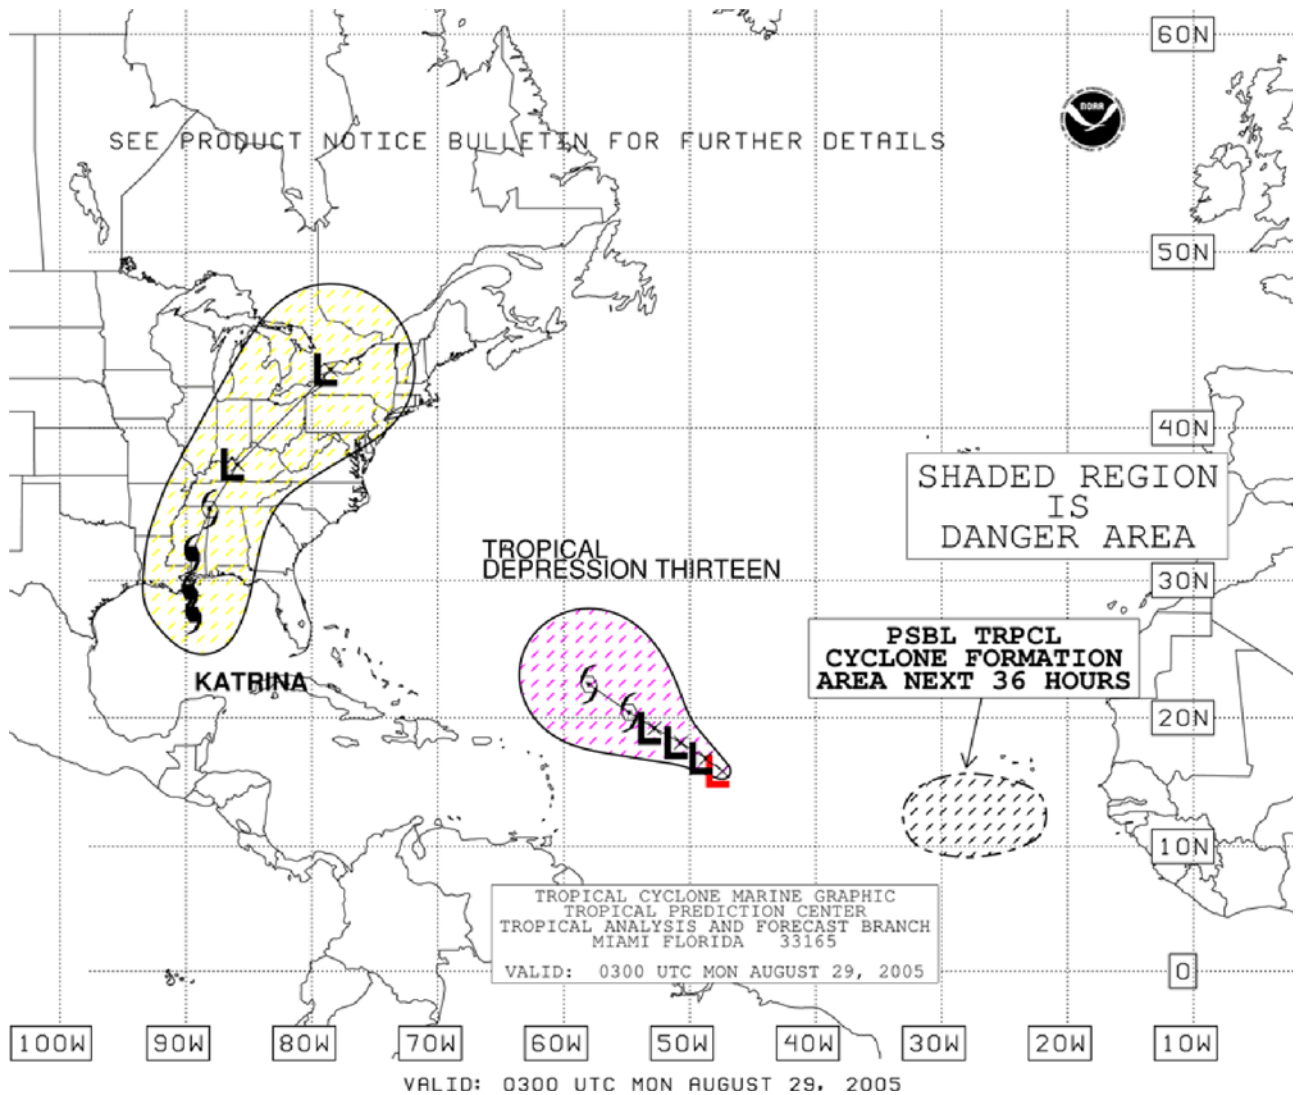 60N
NOAA
SEE PRODUCT NOTICE BULLETIN FOR FURTHER DETAILS
50N
40N
SHADED REGION
IS
DANGER AREA
TROPICAL
DEPRESSION THIRTEEN
30N
PSBL TRPCL
CYCLONE FORMATION
AREA NEXT 36 HOURS
KATRINA
20N
10N
TROPICAL CYCLONE MARINE GRAPHIC
TROPICAL PREDICTION CENTER
TROPICAL ANALYSIS AND FORECAST BRANCH
MIAMI FLORIDA 33165
VALID: 0300 UTC MON AUGUST 29, 2005
0
100W 90W 80W 70W 60W 50W 40W 30W 20W 10W
VALID: 0300 UTC MON AUGUST 29, 2005
L
L
L
L
L
L